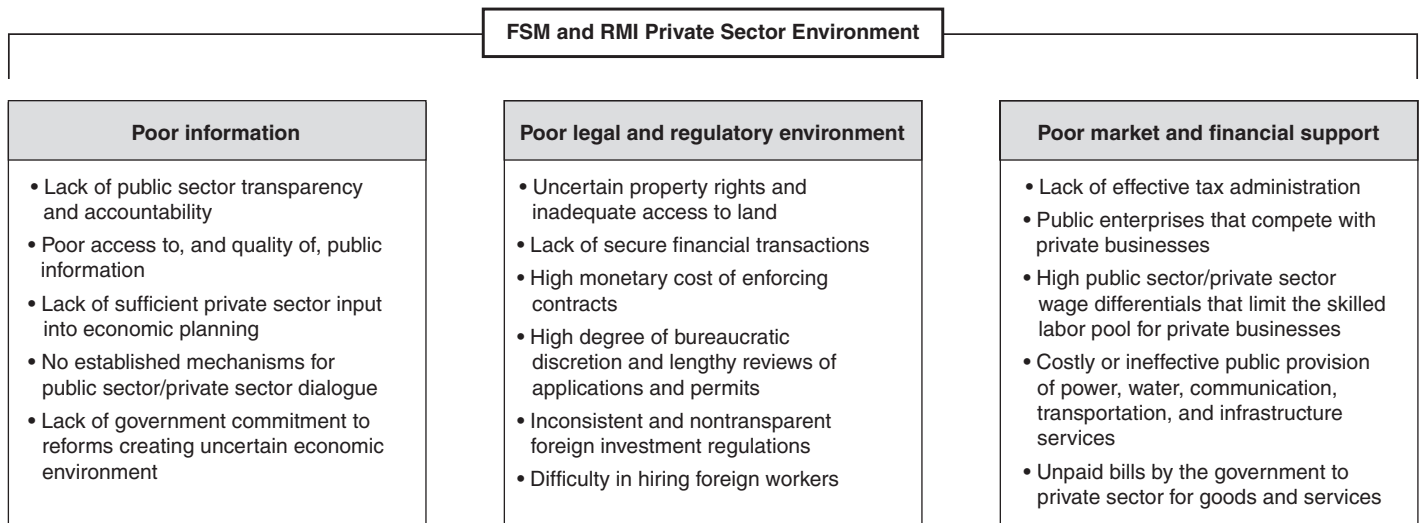 FSM and RMI Private Sector Environment
Poor information
• Lack of public sector transparency
and accountability
• Poor access to, and quality of, public
information
• Lack of sufficient private sector input
into economic planning
• No established mechanisms for
public sector/private sector dialogue
• Lack of government commitment to
reforms creating uncertain economic
environment
Poor legal and regulatory environment
• Uncertain property rights and
inadequate access to land
• Lack of secure financial transactions
• High monetary cost of enforcing
contracts
• High degree of bureaucratic
discretion and lengthy reviews of
applications and permits
• Inconsistent and nontransparent
foreign investment regulations
• Difficulty in hiring foreign workers
Poor market and financial support
• Lack of effective tax administration
• Public enterprises that compete with
private businesses
• High public sector/private sector
wage differentials that limit the skilled
labor pool for private businesses
• Costly or ineffective public provision
of power, water, communication,
transportation, and infrastructure
services
• Unpaid bills by the government to
private sector for goods and services